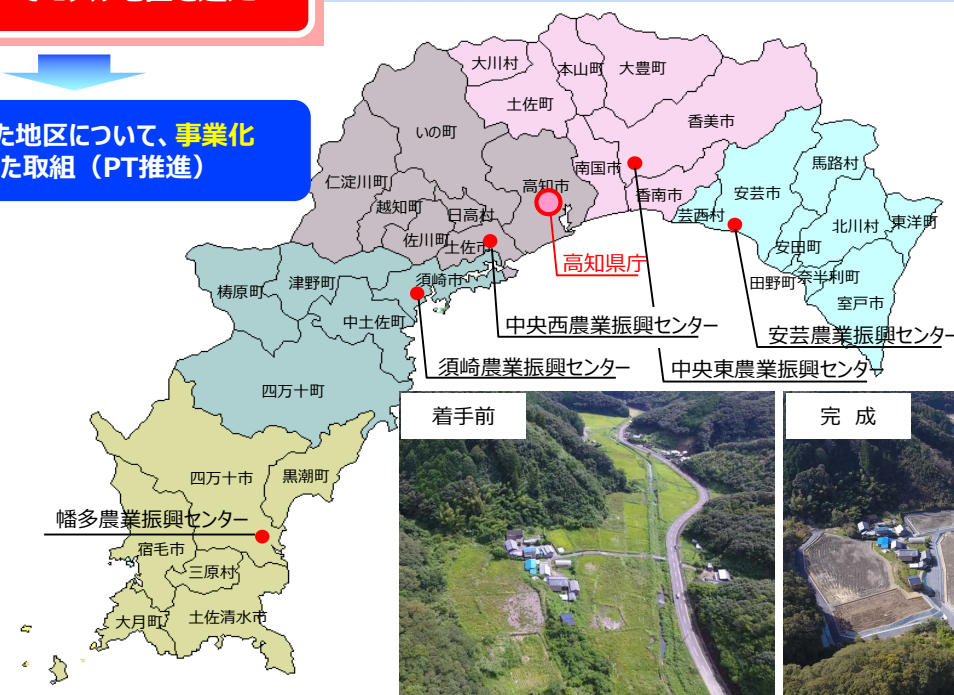 た地区について、事業化
た取組（PT推進）
大川村
本山町
大豊町
土佐町
いの町
香美市
仁淀川町
高知市
南国市
馬路村
越知町
日高村
香南市
安芸市
佐川町
土佐市
芸西村
北川村
東洋町
高知県庁
安田町
梼原町
津野町
須崎市
田野町
奈半利町
室戸市
中土佐町
中央西農業振興センター
安芸農業振興センター
須崎農業振興センター
中央東農業振興センター
四万十町
着手前
完 成
四万十市
黒潮町
幡多農業振興センター
宿毛市
三原村
大月町
土佐清水市